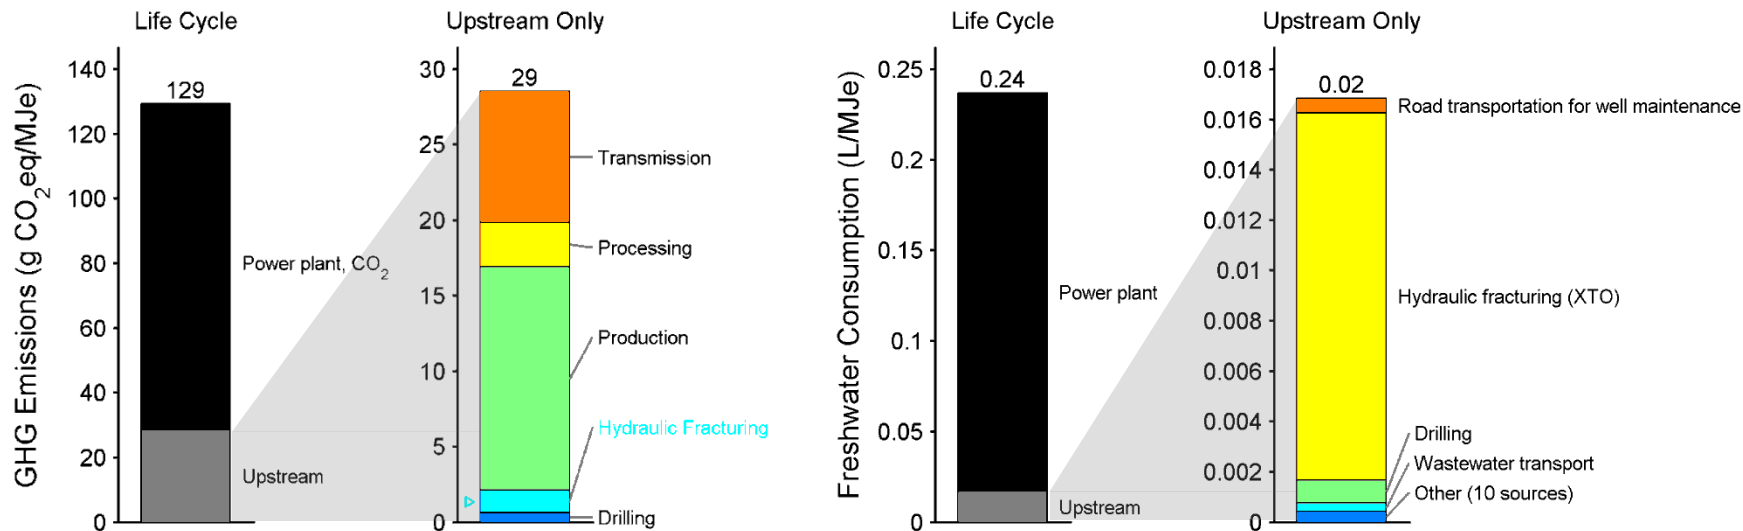 Life Cycle
Upstream Only
GHG Emissions (g CO2eq/MJe)
140
120
100
80
60
40
20
0
129
Power plant, CO2
Upstream
30
25
20
15
10
5
0
29
Transmission
Processing
Production
Hydraulic Fracturing
Drilling
Life Cycle
Upstream Only
Freshwater Consumption (L/MJe)
0.25
0.2
0.15
0.1
0.05
0
0.24
Power plant
Upstream
0.018
0.016
0.014
0.012
0.01
0.008
0.006
0.004
0.002
0
0.02
Road transportation for well maintenance
Hydraulic fracturing (XTO)
Drilling
Wastewater transport
Other (10 sources)